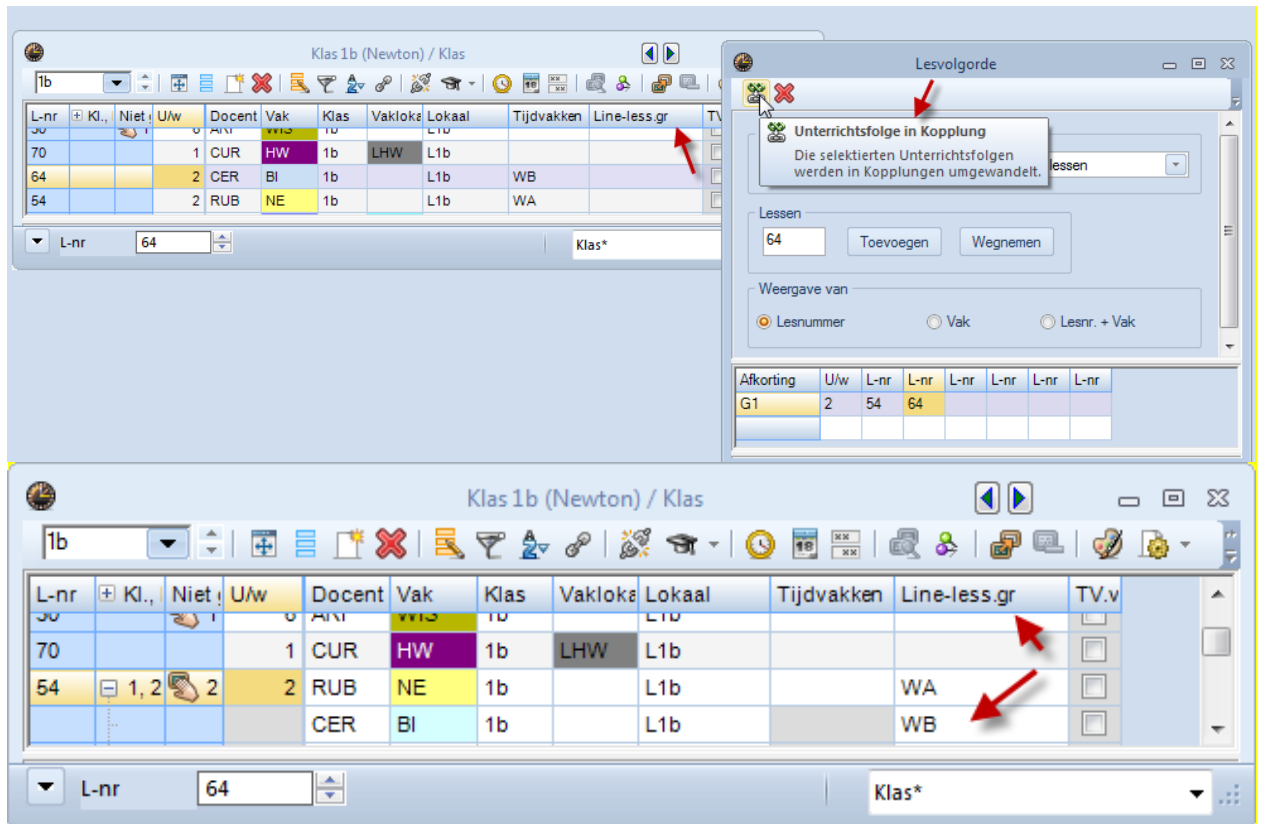 Klas 1b (Newton) / Klas
1b
L-nr Kl., Niet U/w Docent Vak Klas Vakloka Lokaal Tijdvakken Line-less.gr TV
70 1 CUR HW 1b LHW L1b
64 2 CER BI 1b L1b WB
54 2 RUB NE 1b L1b WA
L-nr 64 Klas*
Lesvolgorde
Unterrichtsfolge in Kopplung
Die selektierten Unterrichtsfolgen
werden in Kopplungen umgewandelt.
lessen
Lessen
64 Toevoegen Wegnemen
Weergave van
Lesnummer Vak Lesnr. + Vak
Afkorting U/w L-nr L-nr L-nr L-nr L-nr L-nr
G1 2 54 64
Klas 1b (Newton) / Klas
1b
18
L-nr Kl., Niet U/w Docent Vak Klas Vakloka Lokaal Tijdvakken Line-less.gr TV.v
70 1 CUR HW 1b LHW L1b
54 1, 2 2 2 RUB NE 1b L1b WA
CER BI 1b L1b WB
L-nr 64 Klas*